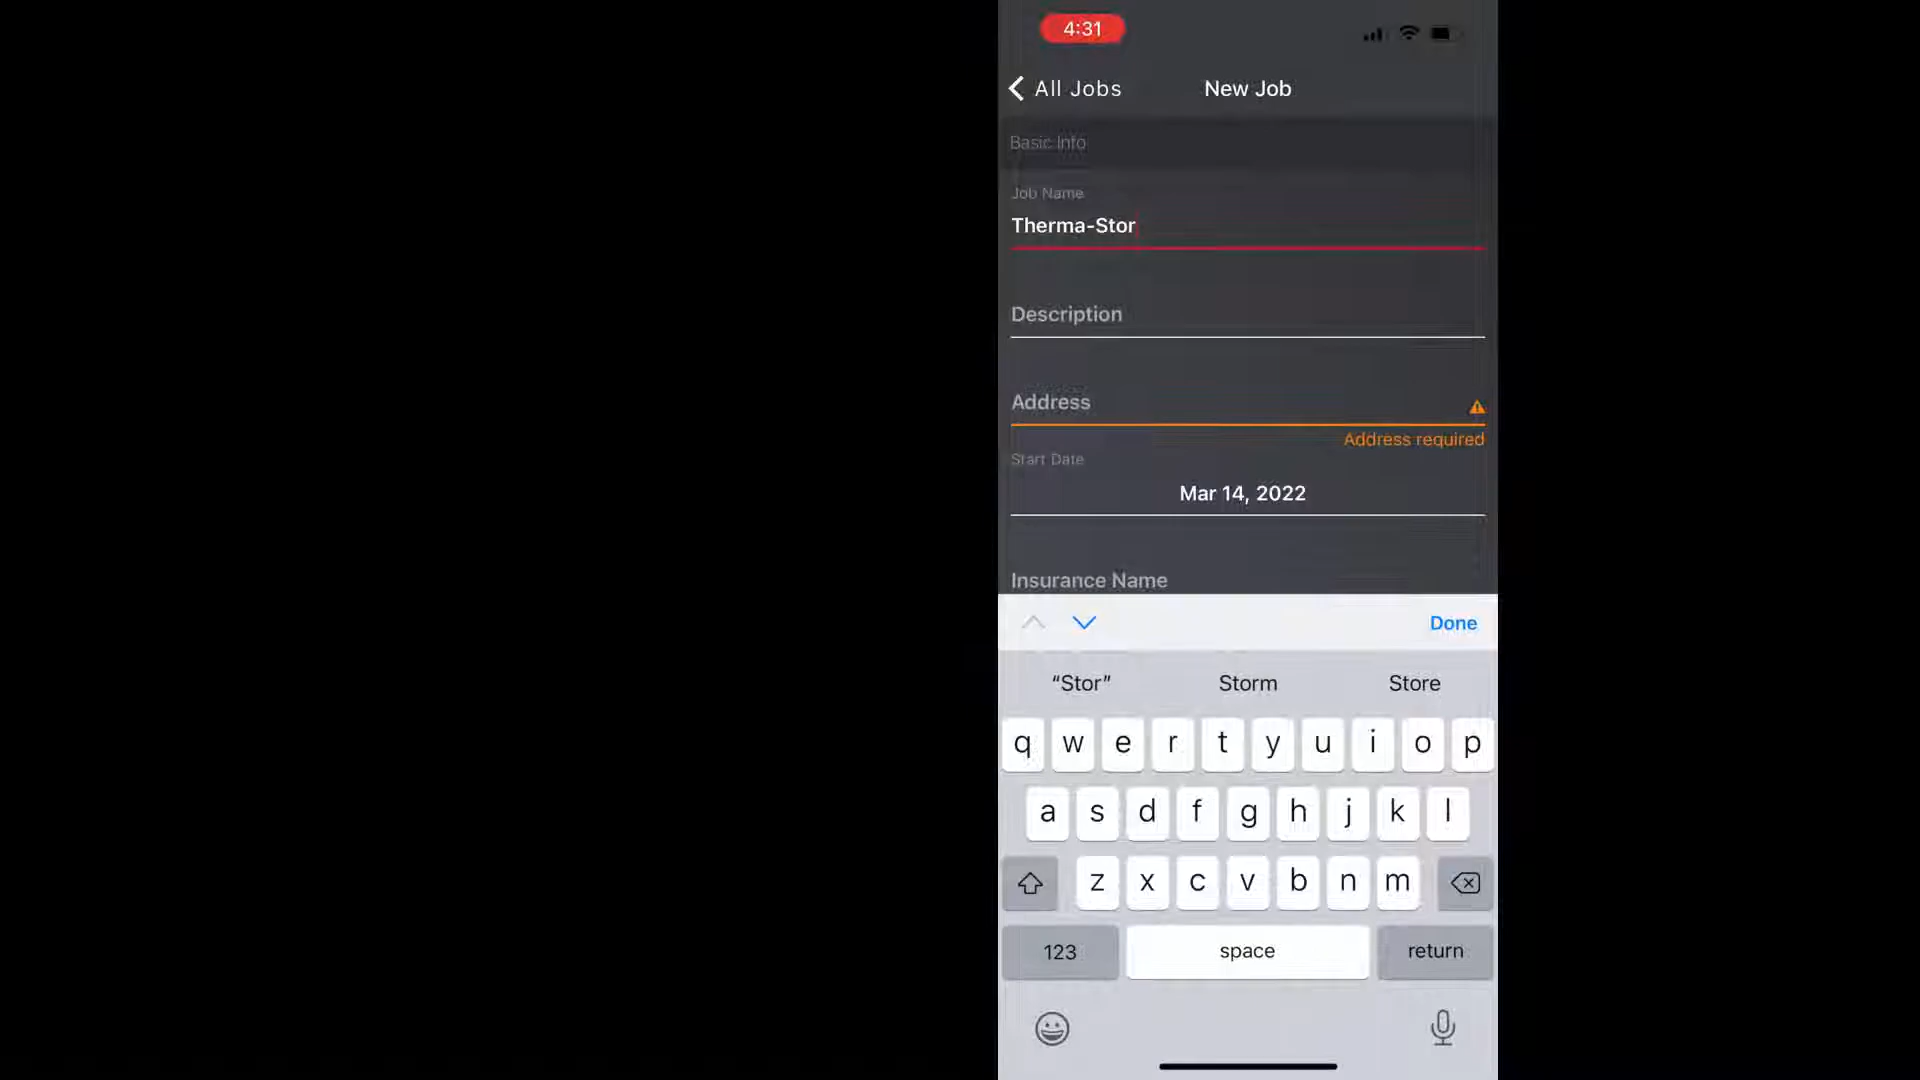 4:31
All Jobs
New Job
Basic Info
Job Name
Therma-Stor
Description
Address
Address required
Start Date
Mar 14, 2022
Insurance Name
Done
“Stor” Storm Store
q w e r t y u i o p
a s d f g h j k l
z x c v b n m
123 space return